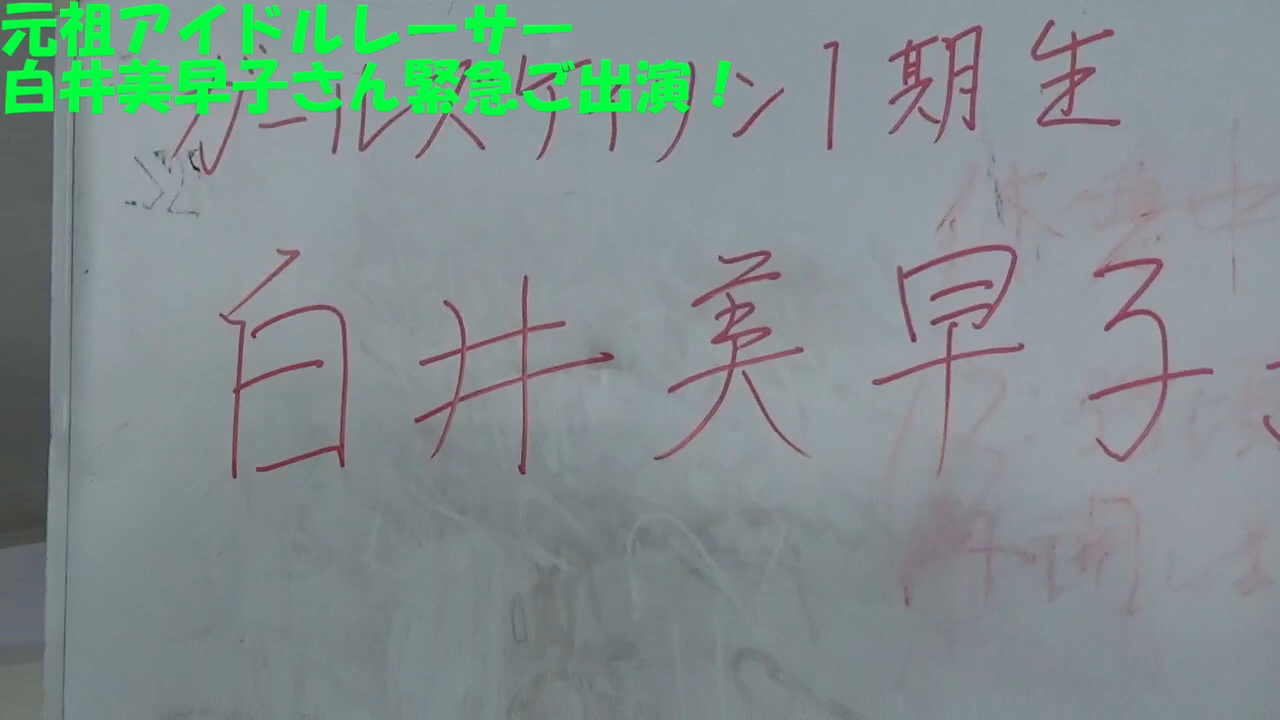 元祖アイドルレーサー
白井美早子さん緊急ご出演！
ガールズケイリン1期生
白井美早子